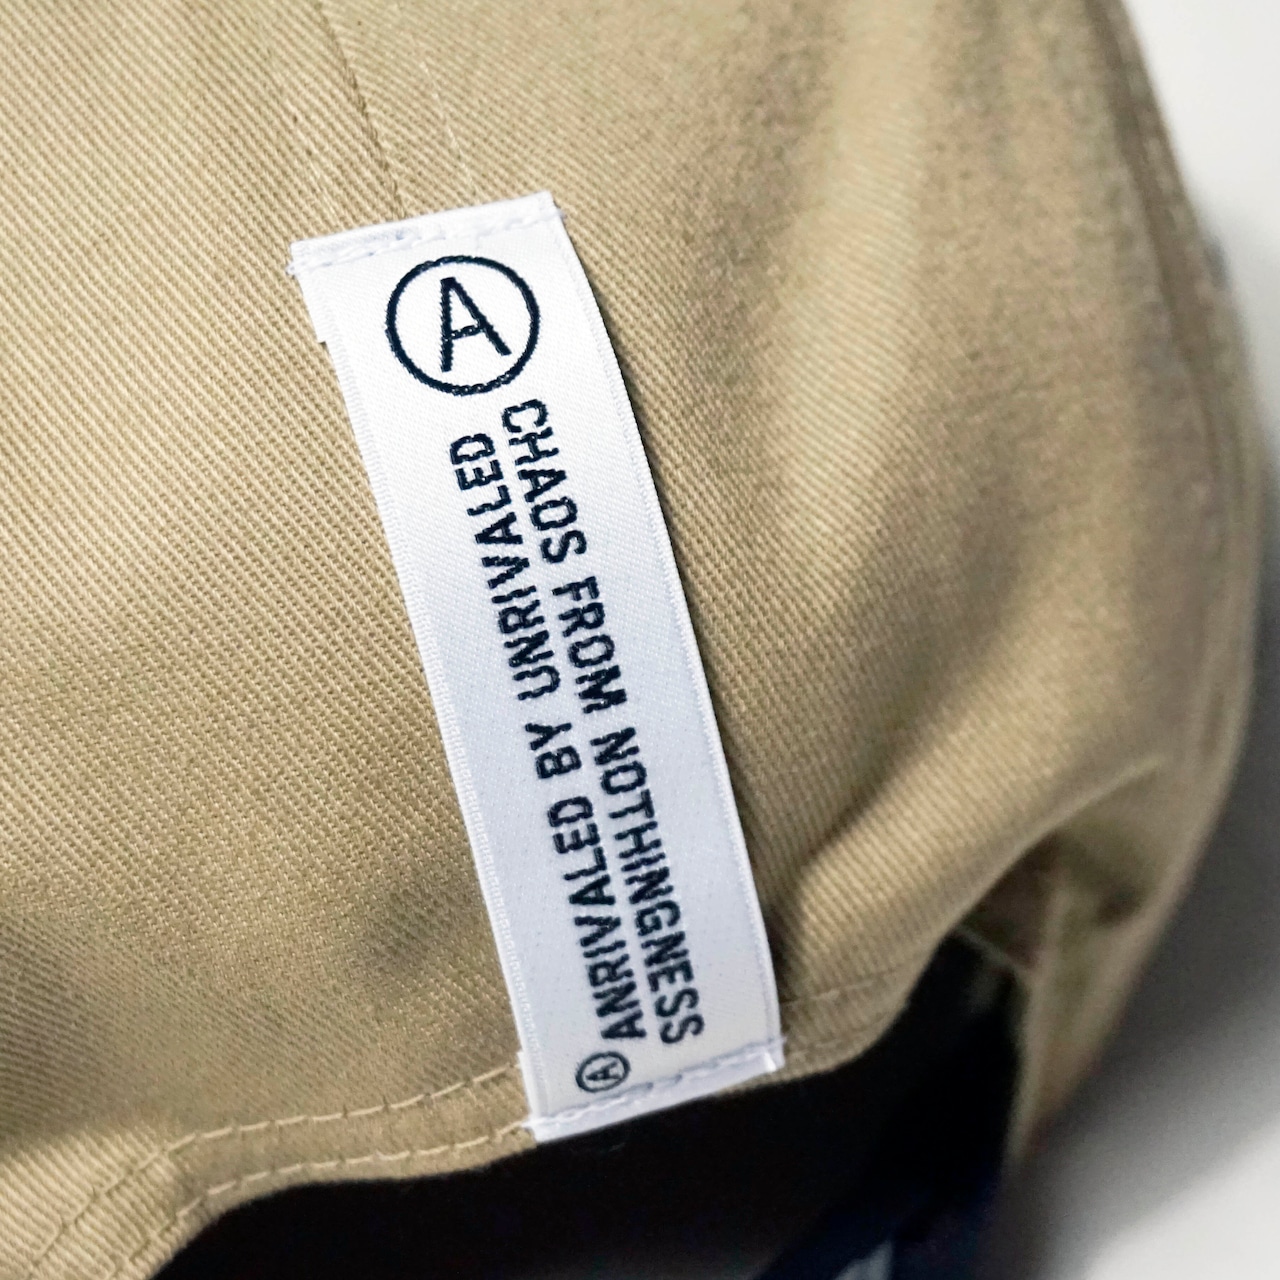 A
Ⓐ ANRIVALED BY UNRIVALED
CHAOS FROM NOTHINGNESS